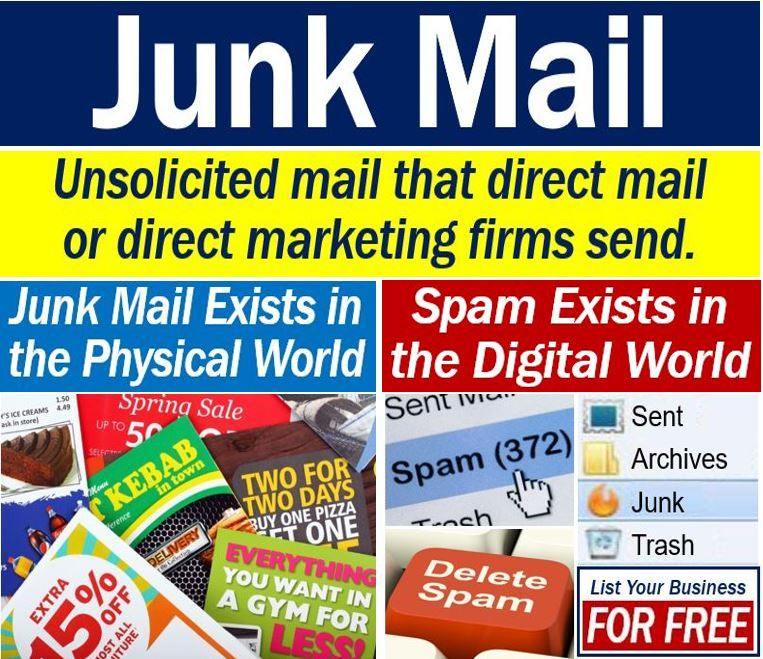 Junk Mail
Unsolicited mail that direct mail
or direct marketing firms send.
Junk Mail Exists in
the Physical World
Spam Exists in
the Digital World
1.50
'S ICE CREAMS 4.49
ask in store)
Spring Sale
UP TO
Menu
KEBAB
in town
DELIVERY
TWO FOR
TWO DAYS
BUY ONE PIZZA
GET ONE
EVERYTHING
YOU WANT IN
A GYM FOR
LESS!
EXTRA
15%
OFF
Sent
Spam (372)
Trash
Delete
Spam
Sent
Archives
Junk
Trash
List Your Business
FOR FREE